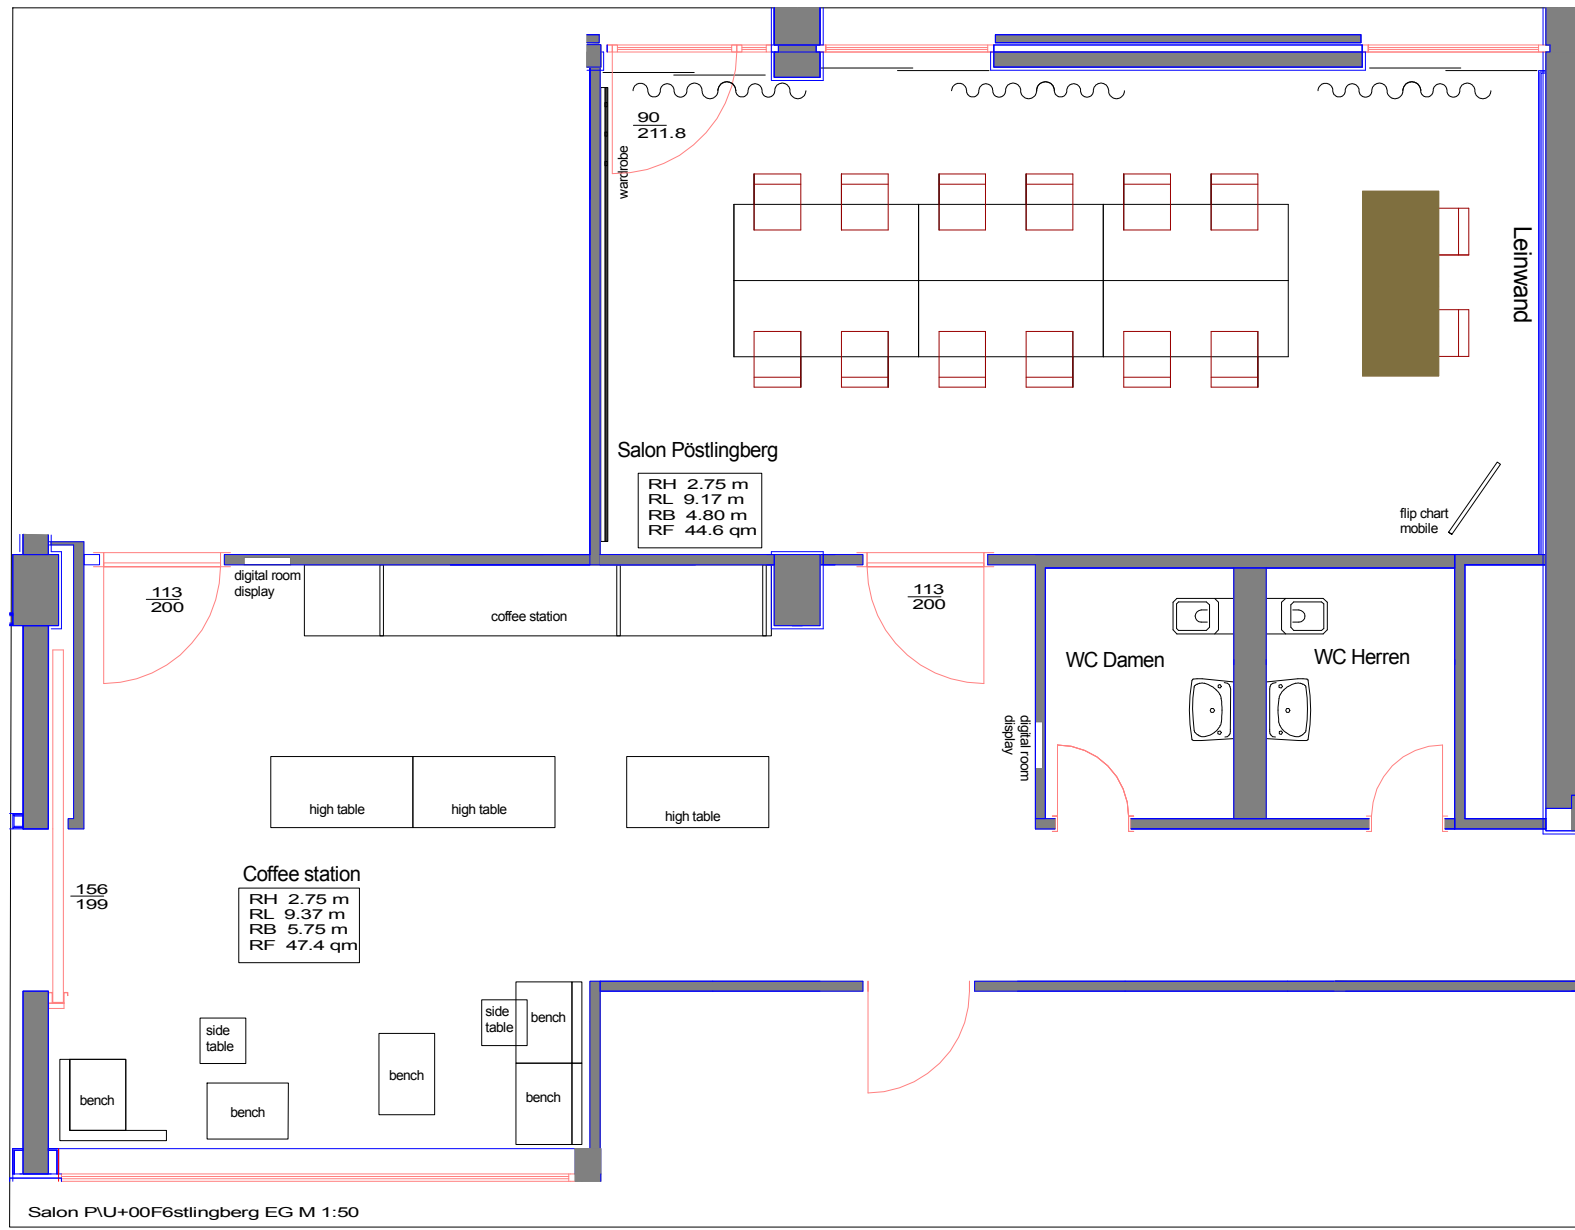 90
211.8
wardrobe
Leinwand
Salon Pöstlingberg
RH 2.75 m
RL 9.17 m
RB 4.80 m
RF 44.6 qm
flip chart
mobile
digital room
display
113
200
coffee station
113
200
WC Damen
WC Herren
digital room
display
high table
high table
high table
Coffee station
RH 2.75 m
RL 9.37 m
RB 5.75 m
RF 47.4 qm
156
199
side
table
side
table
bench
bench
bench
bench
bench
Salon P\U+00F6stlingberg EG M 1:50